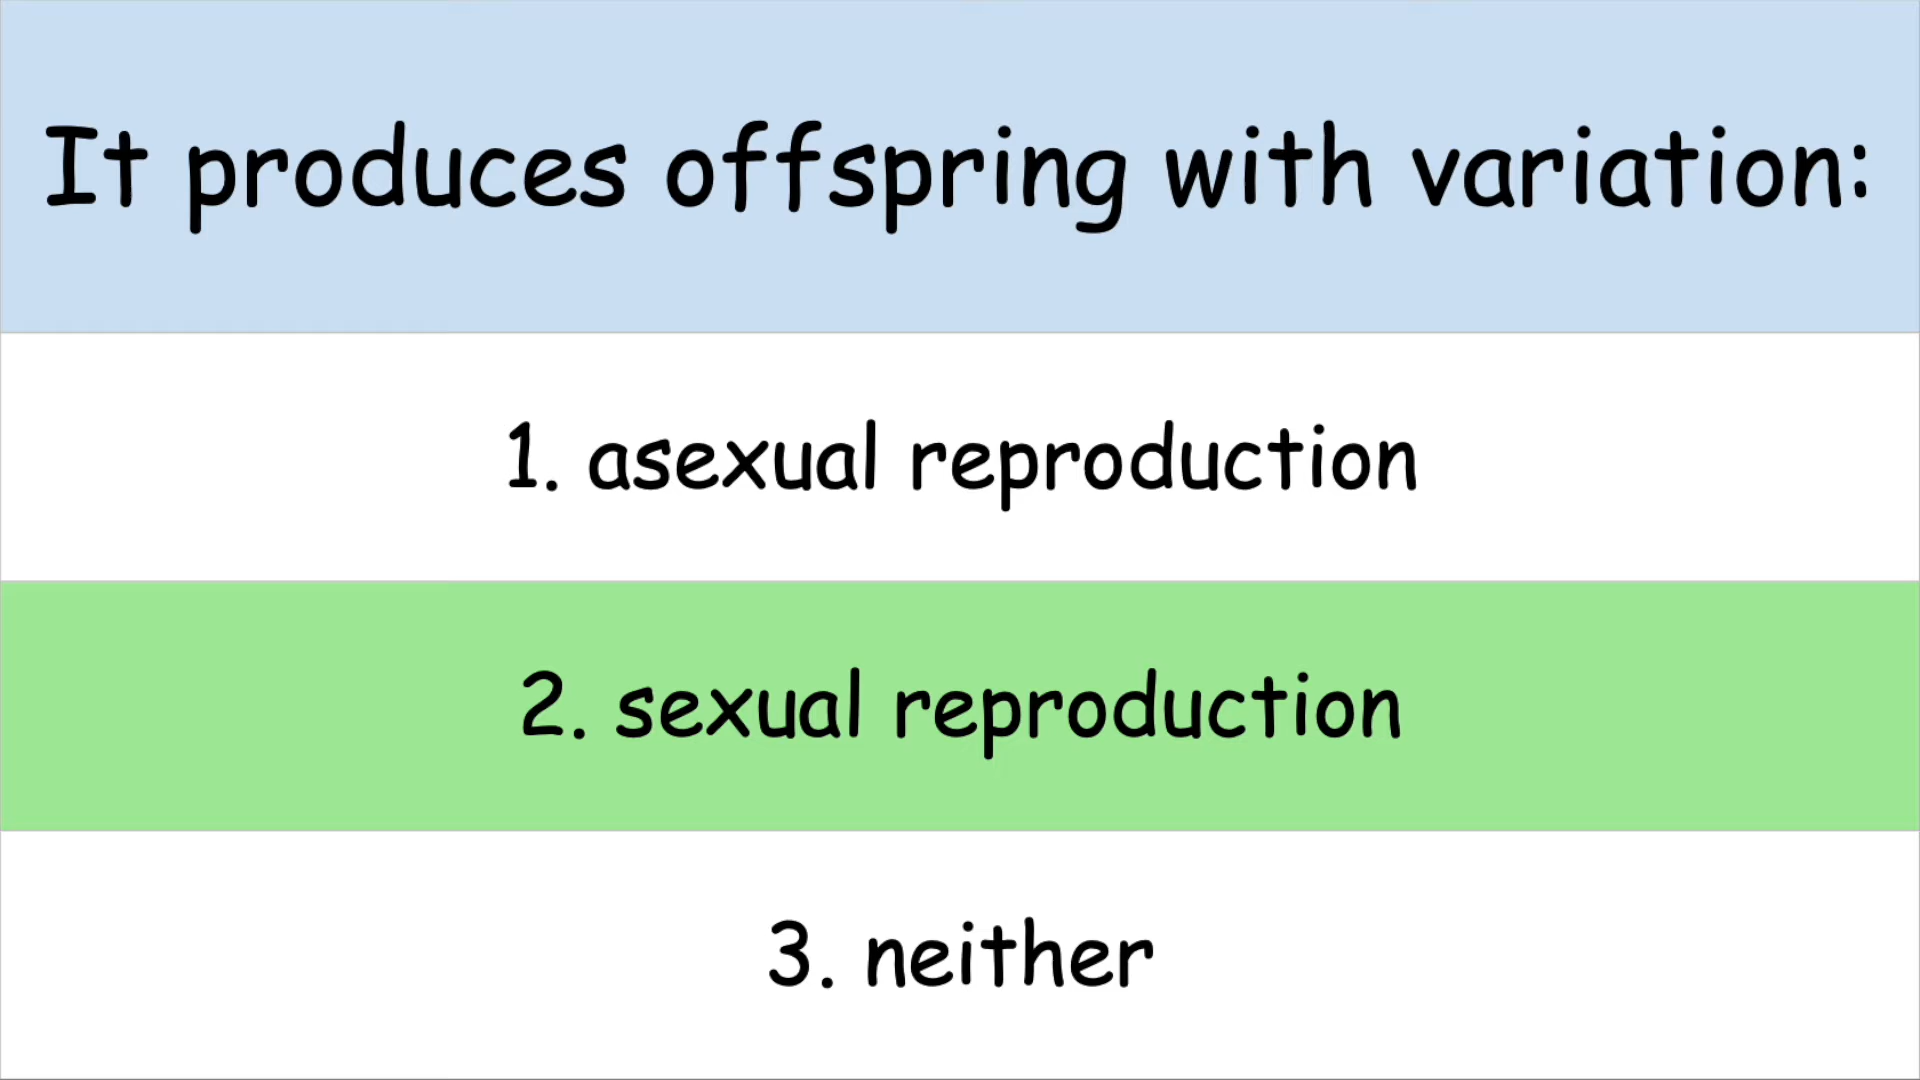 It produces offspring with variation:
1. asexual reproduction
2. sexual reproduction
3. neither